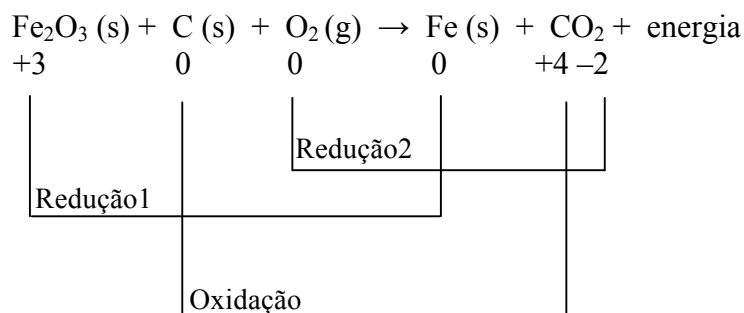 Fe₂O₃ (s) + C (s) + O₂ (g) → Fe (s) + CO₂ + energia
+3 0 0 0 +4 –2
Redução2
Redução1
Oxidação